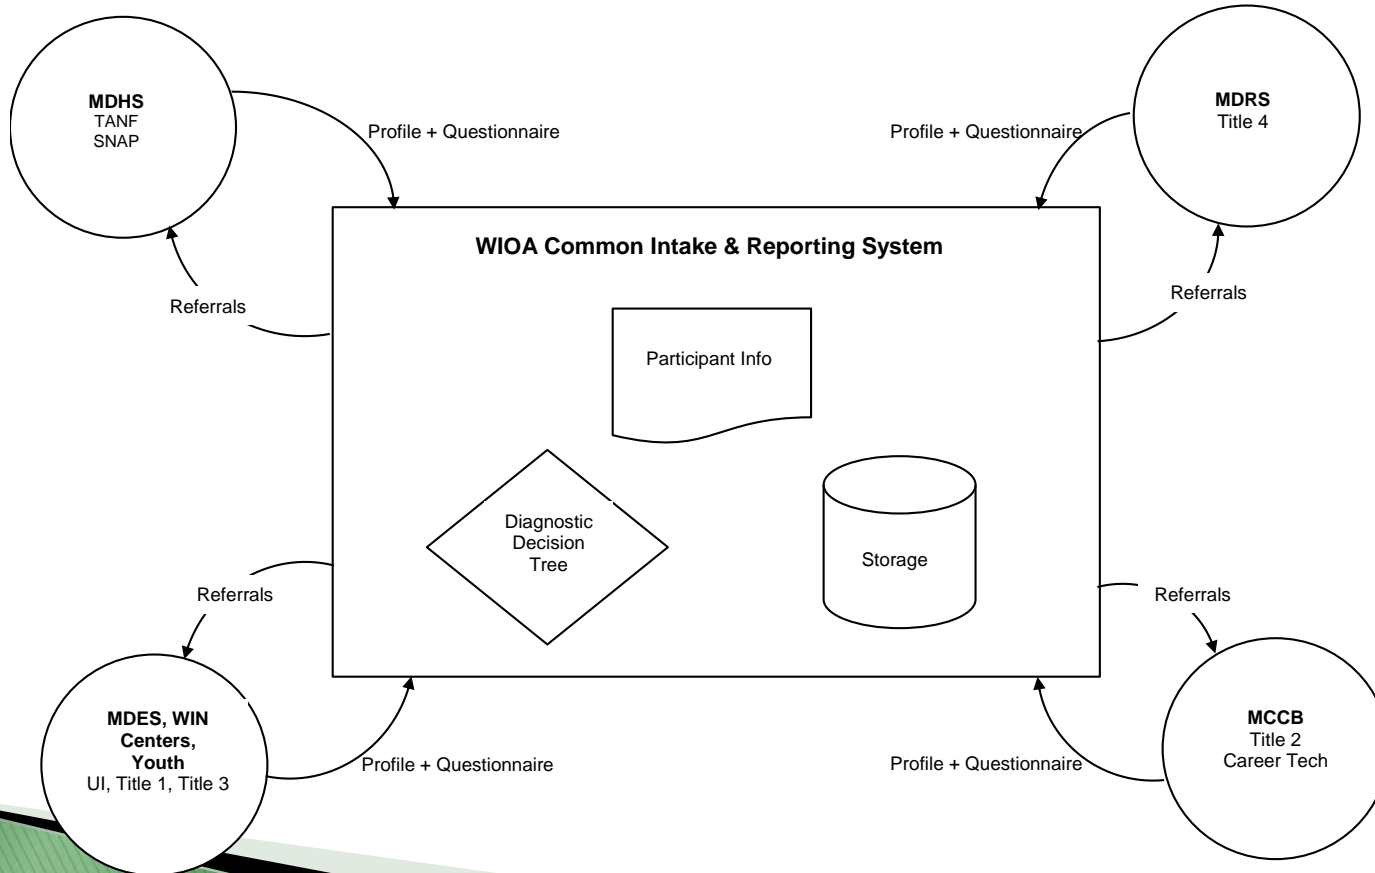 MDHS
TANF
SNAP
Profile + Questionnaire
Referrals
MDRS
Title 4
Profile + Questionnaire
Referrals
WIOA Common Intake & Reporting System
Participant Info
Diagnostic
Decision
Tree
Storage
Referrals
MDES, WIN
Centers,
Youth
UI, Title 1, Title 3
Profile + Questionnaire
Referrals
MCCB
Title 2
Career Tech
Profile + Questionnaire